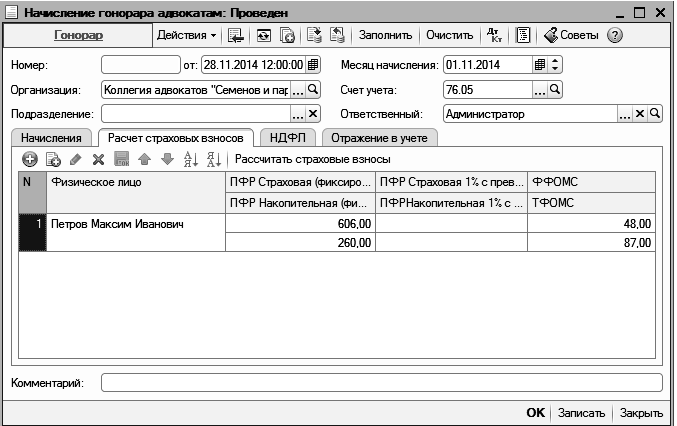 Начисление гонорара адвокатам: Проведен
Гонорар Действия Заполнить Очистить Дт Кт Советы
Номер: от: 28.11.2014 12:00:00 Месяц начисления: 01.11.2014
Организация: Коллегия адвокатов "Семенов и пар ... Счет учета: 76.05 ...
Подразделение: ... Ответственный: Администратор ...
Начисления Расчет страховых взносов НДФЛ Отражение в учете
Рассчитать страховые взносы
N Физическое лицо ПФР Страховая (фиксиро... ПФР Страховая 1% с прев... ФФОМС
ПФР Накопительная (фи... ПФРНакопительная 1% с ... ТФОМС
1 Петров Максим Иванович 606,00 48,00
260,00 87,00
Комментарий:
OK Записать Закрыть